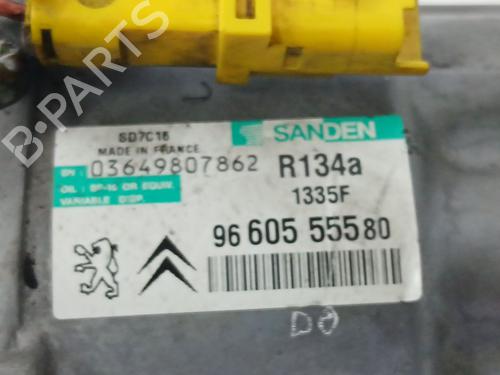 SD7C16
SANDEN
MADE IN FRANCE
SN: 03649807862
R134a
OIL : SP-10 OR EQUIV.
VARIABLE DISP.
1335F
96 605 555 80
B-PARTS